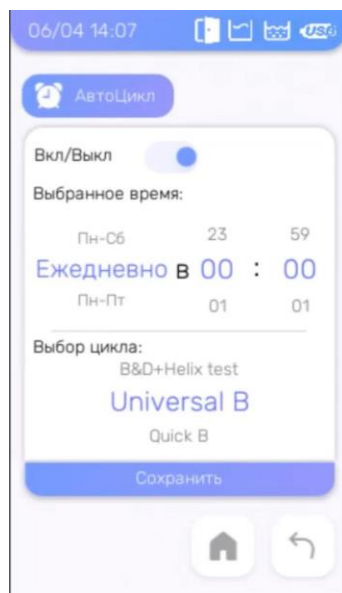 06/04 14:07 USB
АвтоЦикл
Вкл/Выкл
Выбранное время:
Пн-Сб 23 59
Ежедневно в 00 : 00
Пн-Пт 01 01
Выбор цикла:
B&D+Helix test
Universal B
Quick B
Сохранить